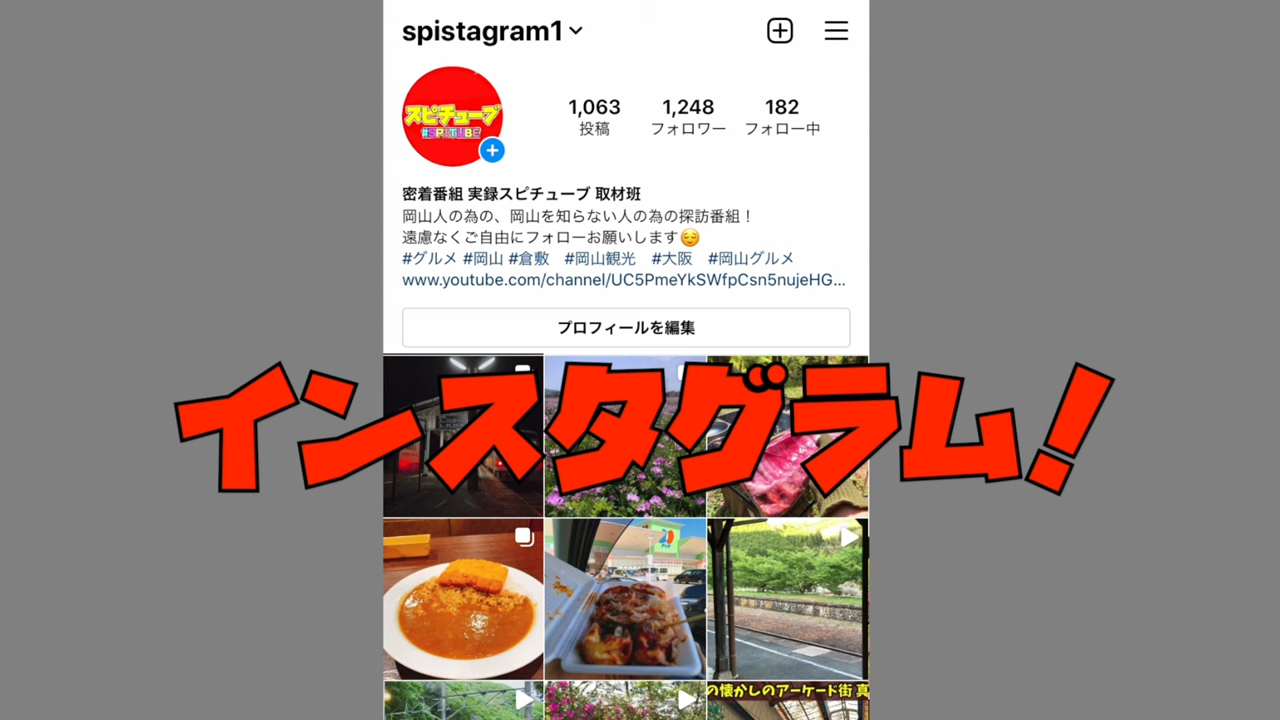 spistagram1
スピチューブ
#SPITUBE
1,063 1,248 182
投稿 フォロワー フォロー中
密着番組 実録スピチューブ 取材班
岡山人の為の、岡山を知らない人の為の探訪番組！
遠慮なくご自由にフォローお願いします😌
#グルメ #岡山 #倉敷 #岡山観光 #大阪 #岡山グルメ
www.youtube.com/channel/UC5PmeYkSWfpCsn5nujeHG...
プロフィールを編集
インスタグラム！
の懐かしのアーケード街 真